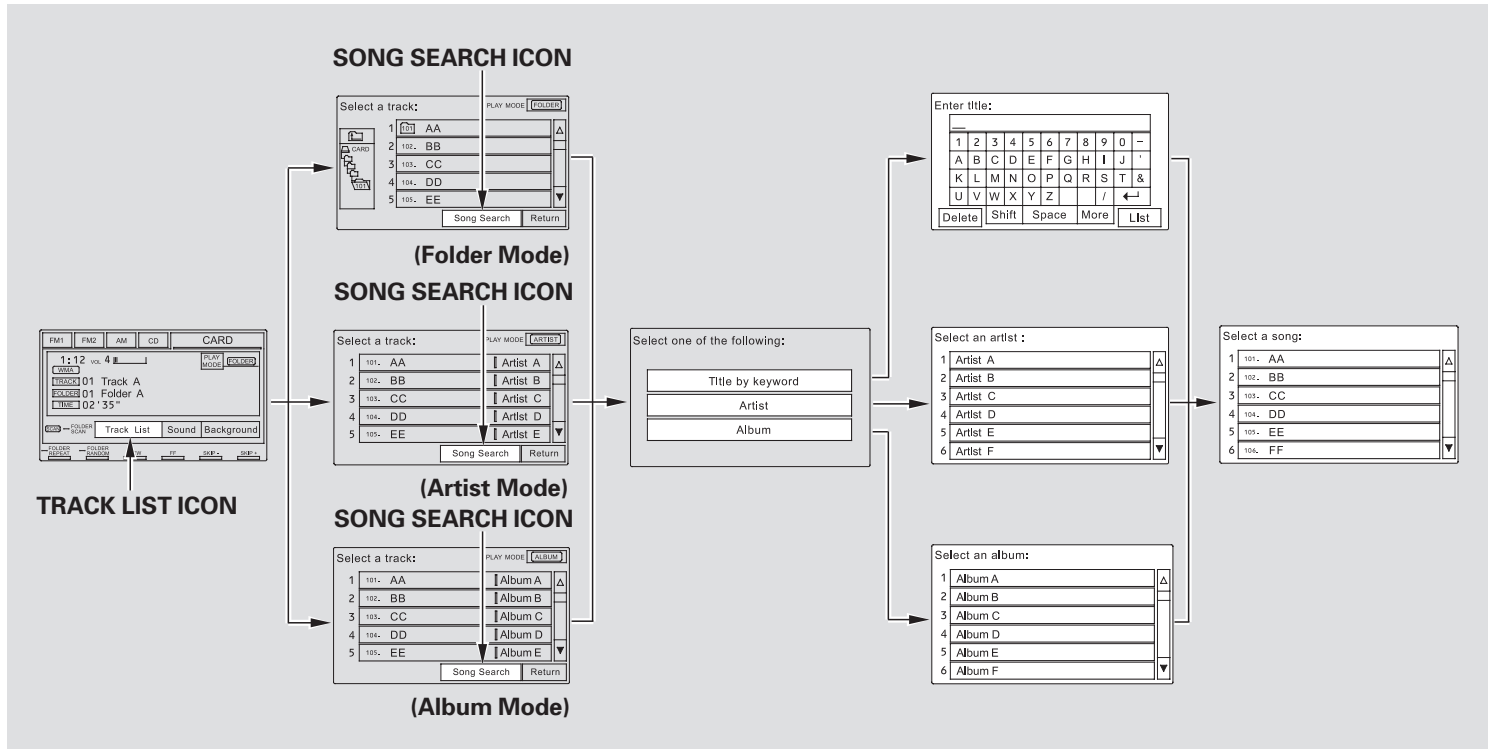 SONG SEARCH ICON
Select a track: PLAY MODE FOLDER
CARD
101
1 101 AA
2 102. BB
3 103. CC
4 104. DD
5 105. EE
Song Search Return
(Folder Mode)
SONG SEARCH ICON
Select a track: PLAY MODE ARTIST
1 101. AA Artist A
2 102. BB Artist B
3 103. CC Artist C
4 104. DD Artist D
5 105. EE Artist E
Song Search Return
(Artist Mode)
SONG SEARCH ICON
Select a track: PLAY MODE ALBUM
1 101. AA Album A
2 102. BB Album B
3 103. CC Album C
4 104. DD Album D
5 105. EE Album E
Song Search Return
(Album Mode)
FM1 FM2 AM CD CARD
1:12 VOL 4 PLAY MODE FOLDER
WMA
TRACK 01 Track A
FOLDER 01 Folder A
TIME 02'35"
SCAN FOLDER SCAN Track List Sound Background
FOLDER REPEAT FOLDER RANDOM FF SKIP - SKIP +
TRACK LIST ICON
Select one of the following:
Title by keyword
Artist
Album
Enter title:
1 2 3 4 5 6 7 8 9 0 -
A B C D E F G H I J '
K L M N O P Q R S T &
U V W X Y Z /
Delete Shift Space More List
Select an artist :
1 Artist A
2 Artist B
3 Artist C
4 Artist D
5 Artist E
6 Artist F
Select an album:
1 Album A
2 Album B
3 Album C
4 Album D
5 Album E
6 Album F
Select a song:
1 101. AA
2 102. BB
3 103. CC
4 104. DD
5 105. EE
6 106. FF